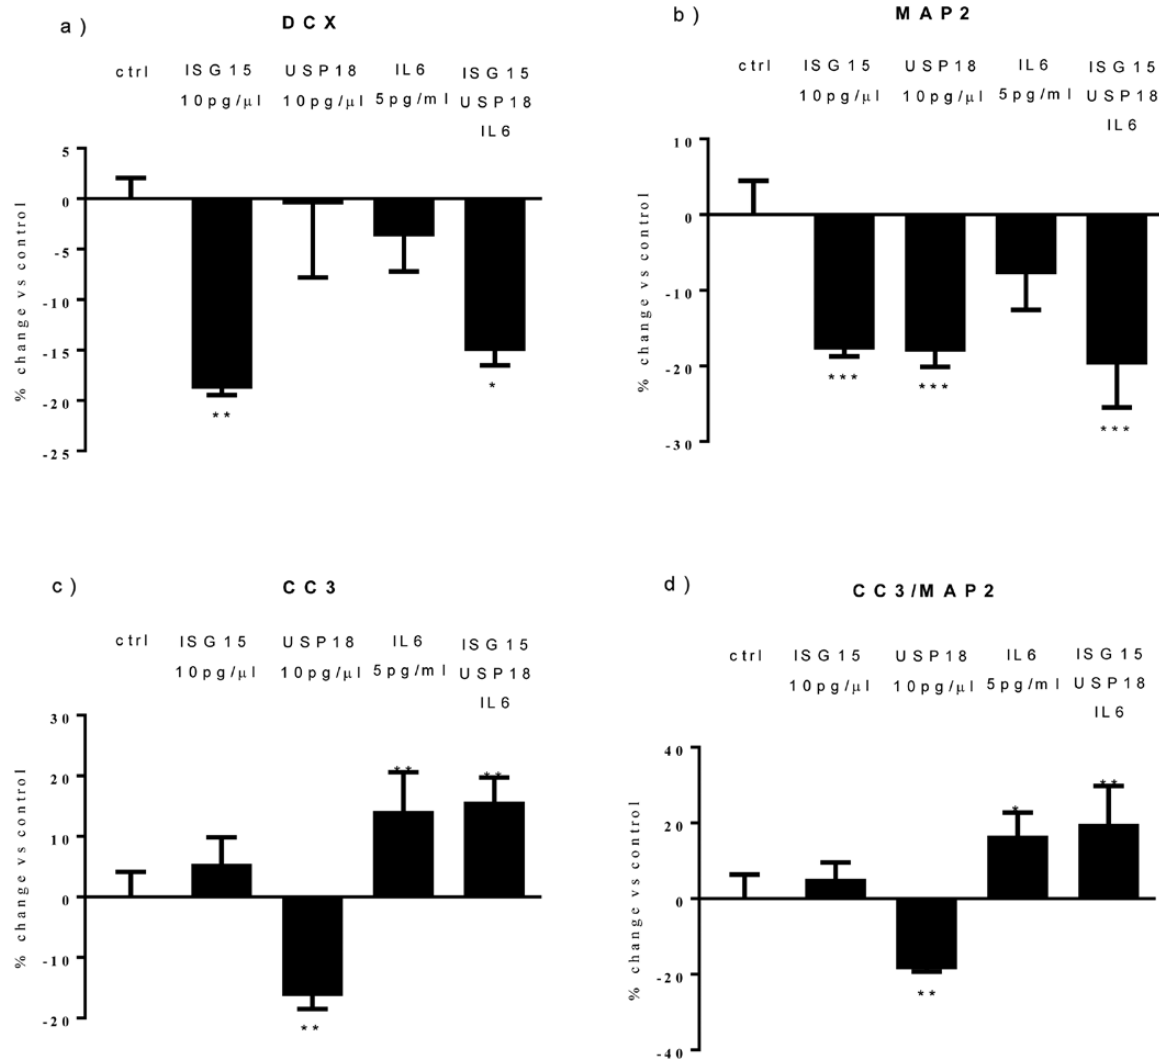 a) DCX
ctrl ISG15 USP18 IL6 ISG15
10pg/μl 10pg/μl 5pg/ml USP18
IL6
5
0
-5
-10
-15
-20
-25
% change vs control
**
*
b) MAP2
ctrl ISG15 USP18 IL6 ISG15
10pg/μl 10pg/μl 5pg/ml USP18
IL6
10
0
-10
-20
-30
% change vs control
***
***
***
c) CC3
ctrl ISG15 USP18 IL6 ISG15
10pg/μl 10pg/μl 5pg/ml USP18
IL6
30
20
10
0
-10
-20
% change vs control
**
**
**
d) CC3/MAP2
ctrl ISG15 USP18 IL6 ISG15
10pg/μl 10pg/μl 5pg/ml USP18
IL6
40
20
0
-20
-40
% change vs control
**
*
**